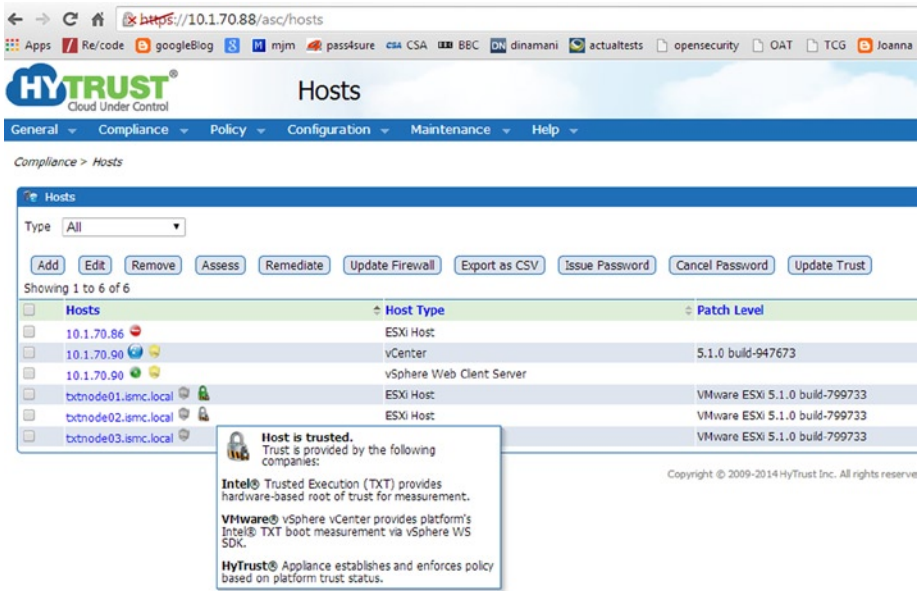 https://10.1.70.88/asc/hosts
Apps Re/code googleBlog mjm pass4sure CSA CSA BBC DN dinamani actualtests opensecurity OAT TCG Joanna
HYTRUST®
Cloud Under Control
Hosts
General Compliance Policy Configuration Maintenance Help
Compliance > Hosts
Hosts
Type All
Add Edit Remove Assess Remediate Update Firewall Export as CSV Issue Password Cancel Password Update Trust
Showing 1 to 6 of 6
Hosts Host Type Patch Level
10.1.70.86 ESXi Host
10.1.70.90 vCenter 5.1.0 build-947673
10.1.70.90 vSphere Web Client Server
txtnode01.ismc.local ESXi Host VMware ESXi 5.1.0 build-799733
txtnode02.ismc.local ESXi Host VMware ESXi 5.1.0 build-799733
txtnode03.ismc.local VMware ESXi 5.1.0 build-799733
Host is trusted.
Trust is provided by the following
companies:
Intel® Trusted Execution (TXT) provides
hardware-based root of trust for measurement.
VMware® vSphere vCenter provides platform's
Intel® TXT boot measurement via vSphere WS
SDK.
HyTrust® Appliance establishes and enforces policy
based on platform trust status.
Copyright © 2009-2014 HyTrust Inc. All rights reserve